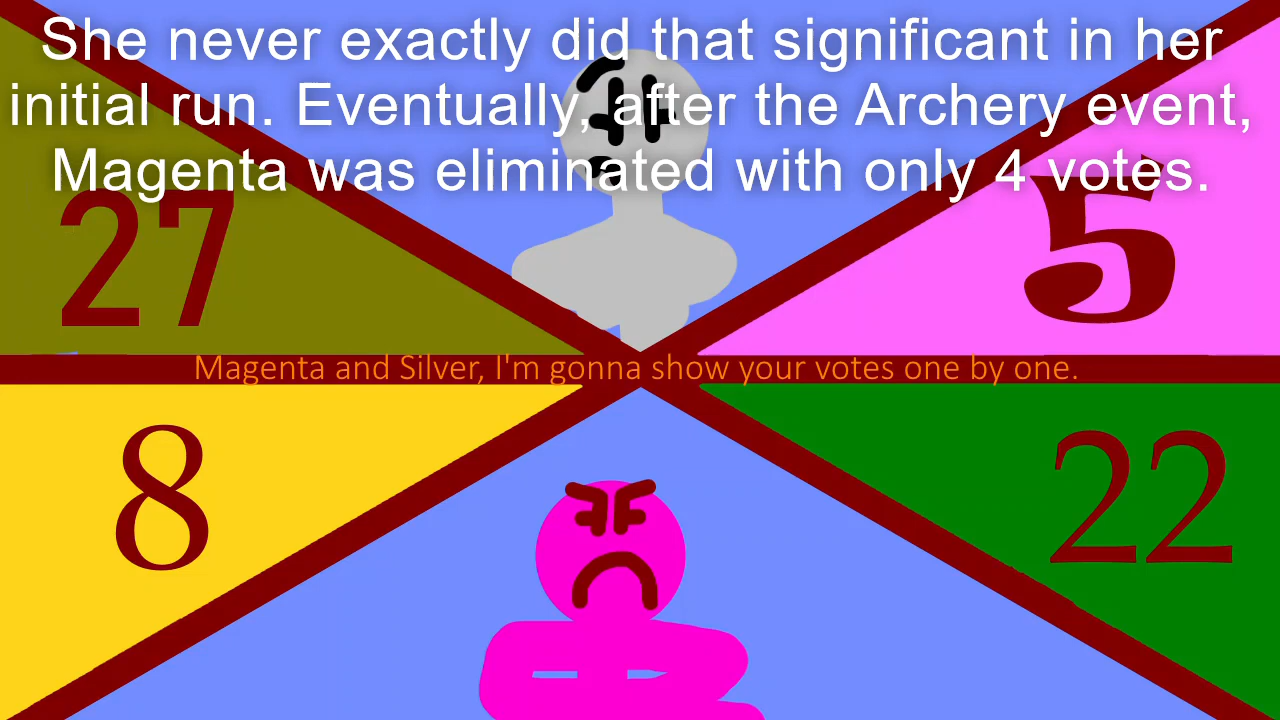 She never exactly did that significant in her
initial run. Eventually, after the Archery event,
Magenta was eliminated with only 4 votes.
27
5
Magenta and Silver, I'm gonna show your votes one by one.
8
22